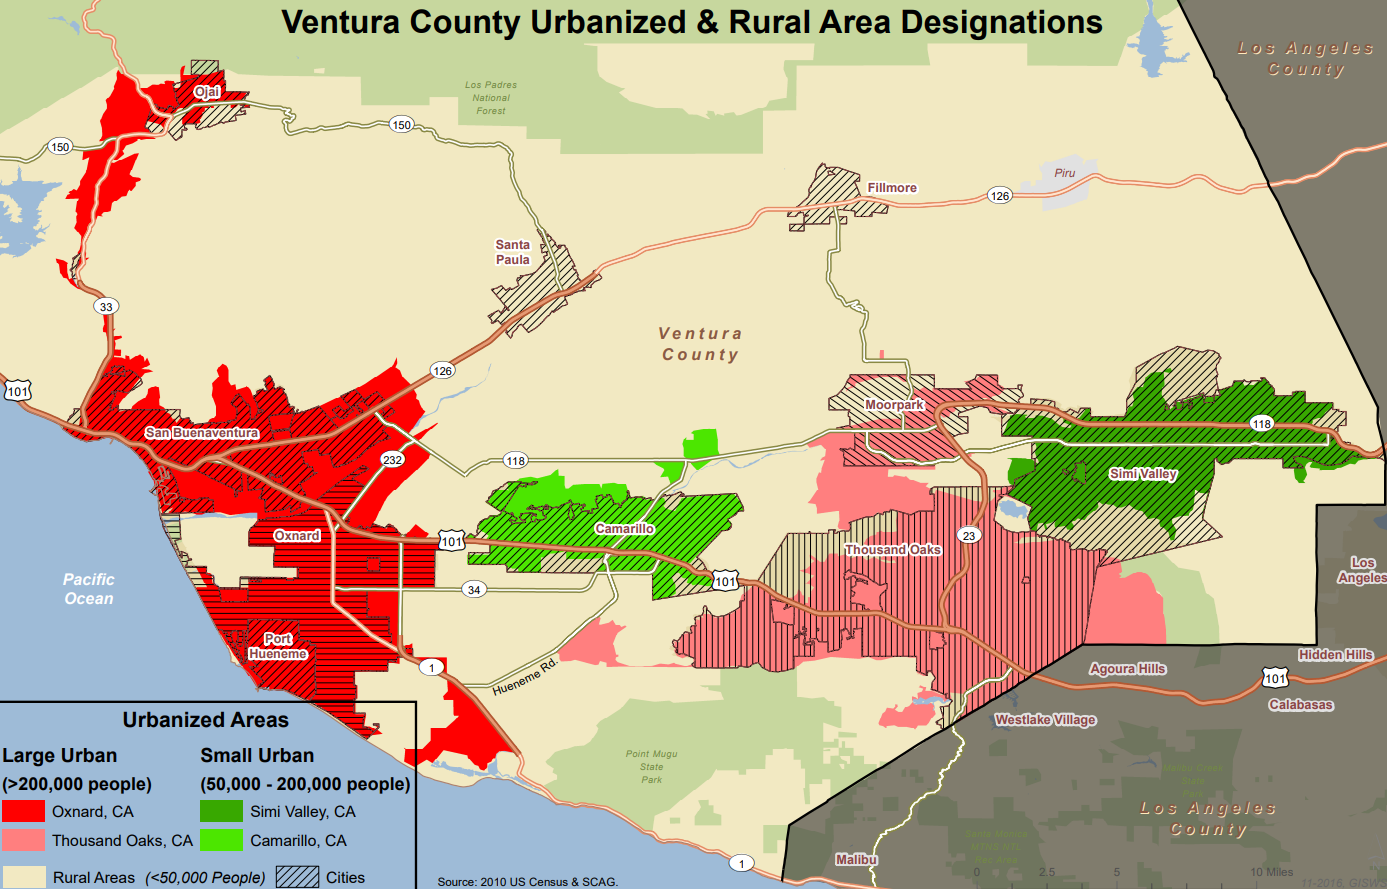 Ventura County Urbanized & Rural Area Designations
Los Angeles
County
Ojai
Los Padres
National
Forest
150
150
Piru
Fillmore
126
Santa
Paula
33
Ventura
County
101
126
Moorpark
San Buenaventura
118
232
118
Simi Valley
Oxnard
101
Camarillo
Thousand Oaks
23
Pacific
Ocean
34
101
Los
Angeles
Port
Hueneme
1
Hueneme Rd.
Agoura Hills
Hidden Hills
101
Calabasas
Westlake Village
Point Mugu
State
Park
Los Angeles
County
Malibu
1
0 2.5 5 10 Miles
Urbanized Areas
Large Urban
(>200,000 people)
Oxnard, CA
Thousand Oaks, CA
Small Urban
(50,000 - 200,000 people)
Simi Valley, CA
Camarillo, CA
Rural Areas (<50,000 People)
Cities
Source: 2010 US Census & SCAG.